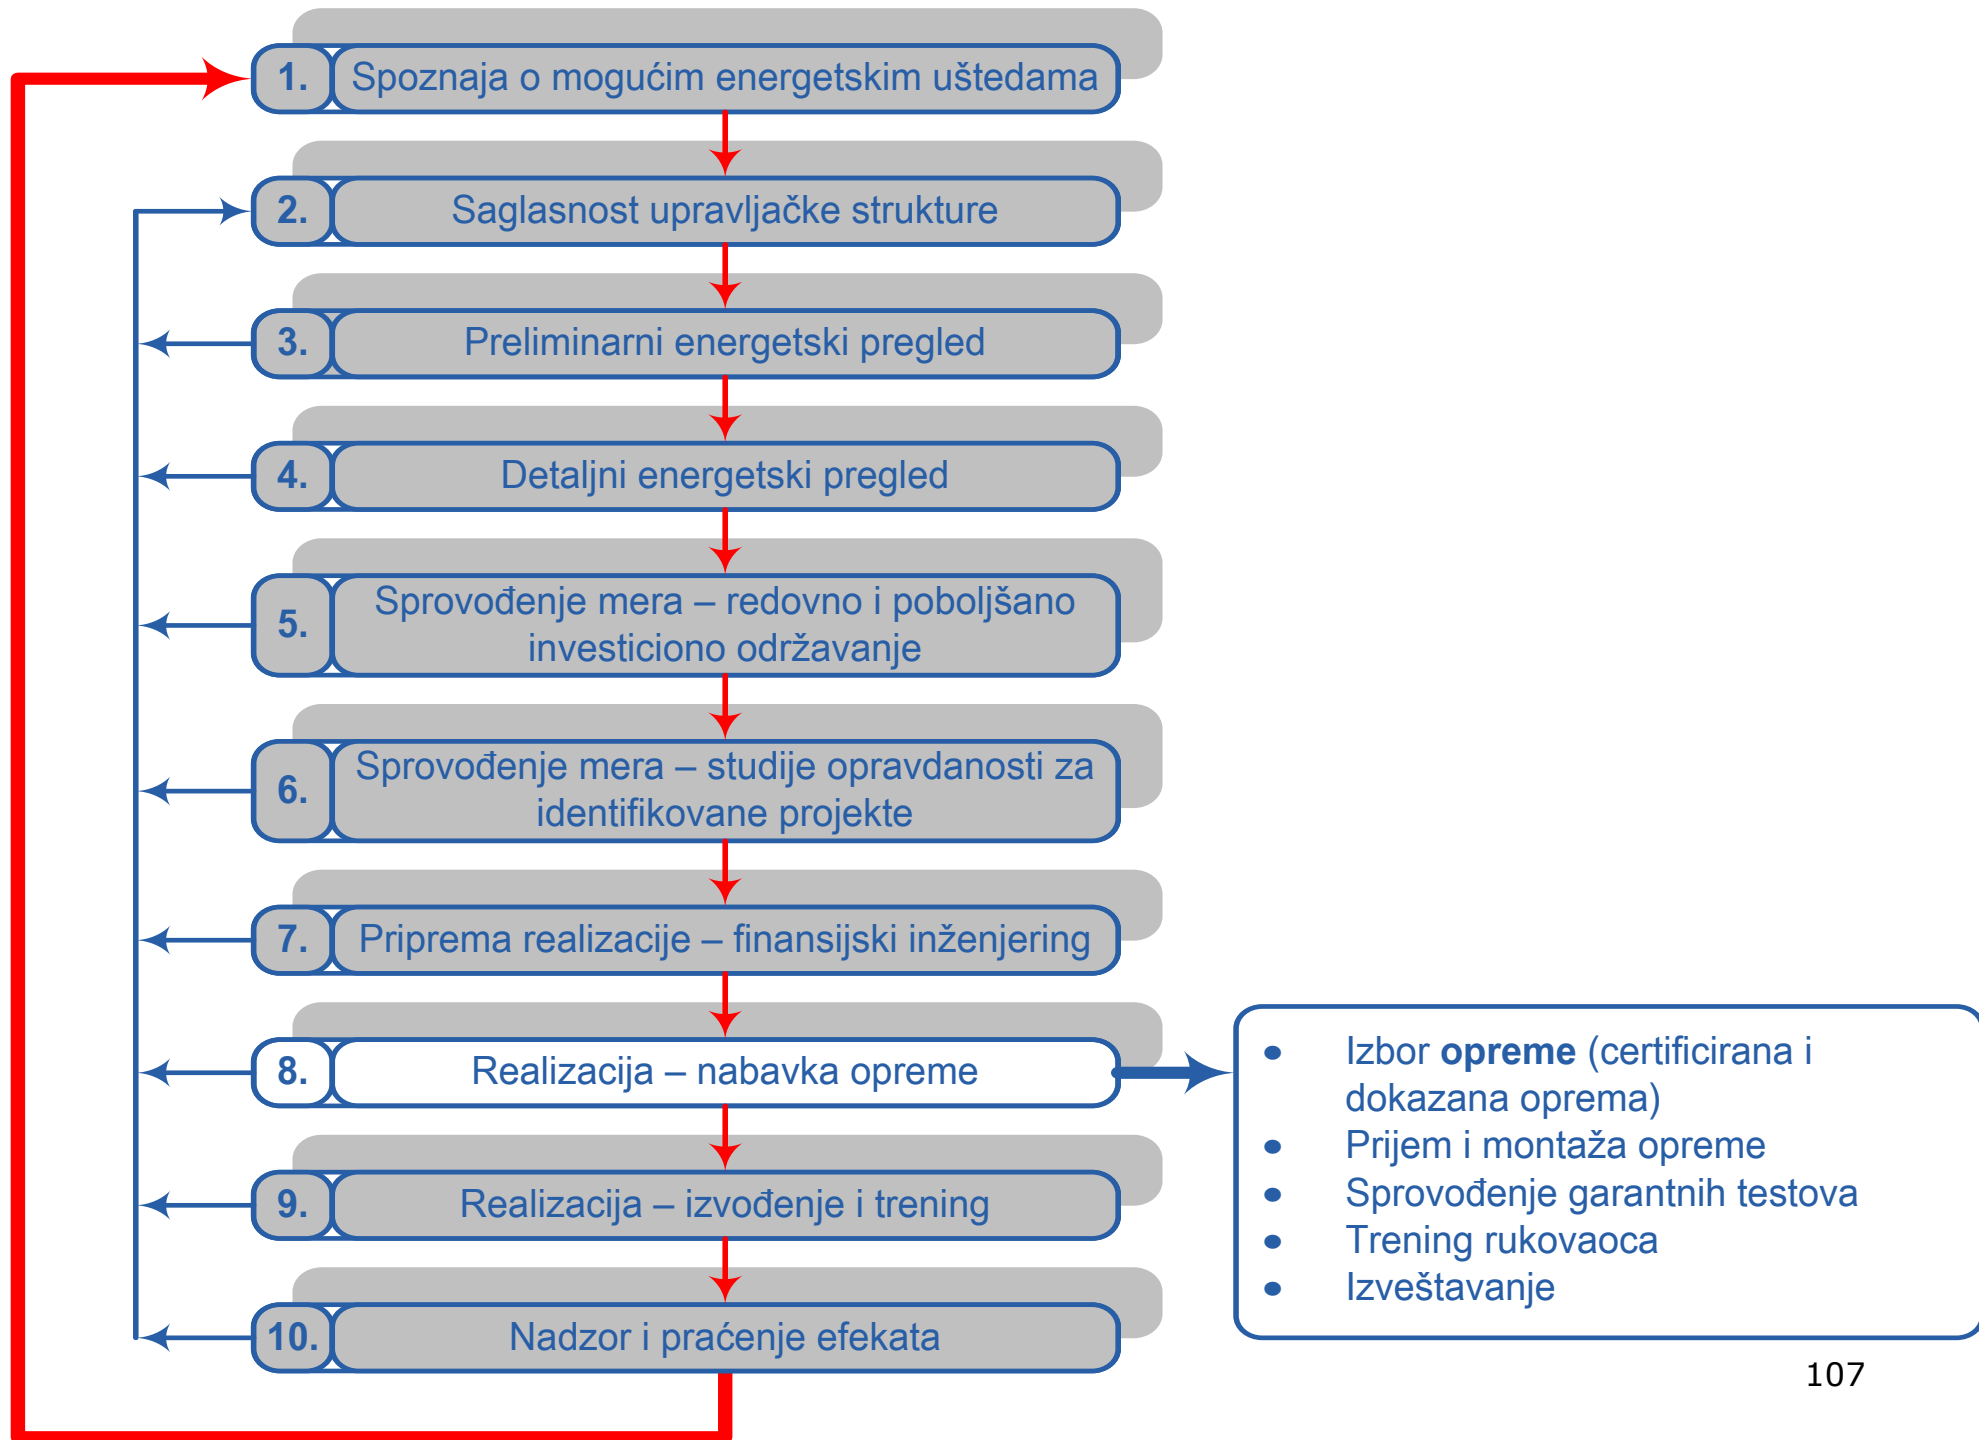 1. Spoznaja o mogućim energetskim uštedama
2. Saglasnost upravljačke strukture
3. Preliminarni energetski pregled
4. Detaljni energetski pregled
5. Sprovođenje mera – redovno i poboljšano
investiciono održavanje
6. Sprovođenje mera – studije opravdanosti za
identifikovane projekte
7. Priprema realizacije – finansijski inženjering
8. Realizacija – nabavka opreme
• Izbor opreme (certificirana i
dokazana oprema)
• Prijem i montaža opreme
• Sprovođenje garantnih testova
• Trening rukovaoca
• Izveštavanje
9. Realizacija – izvođenje i trening
10. Nadzor i praćenje efekata
107